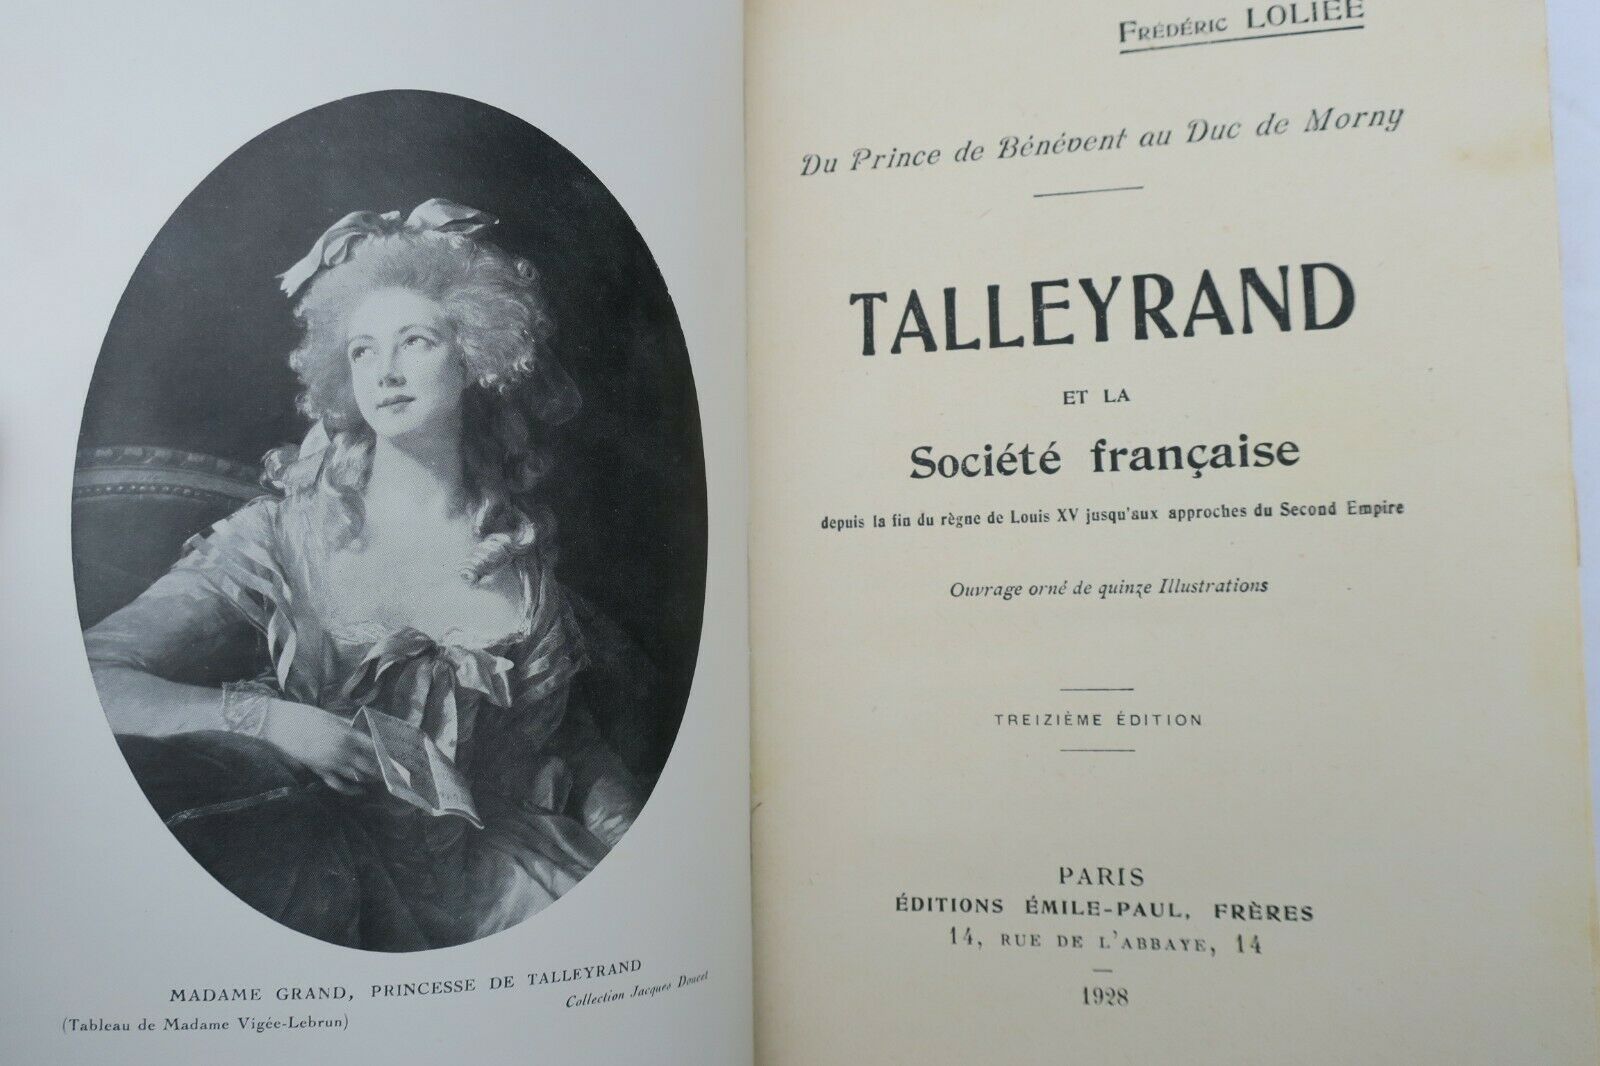 MADAME GRAND, PRINCESSE DE TALLEYRAND
Collection Jacques Doucet
(Tableau de Madame Vigée-Lebrun)
FRÉDÉRIC LOLIÉE
Du Prince de Bénévent au Duc de Morny
TALLEYRAND
ET LA
Société française
depuis la fin du règne de Louis XV jusqu'aux approches du Second Empire
Ouvrage orné de quinze Illustrations
TREIZIÈME ÉDITION
PARIS
ÉDITIONS ÉMILE-PAUL, FRÈRES
14, RUE DE L'ABBAYE, 14
1928